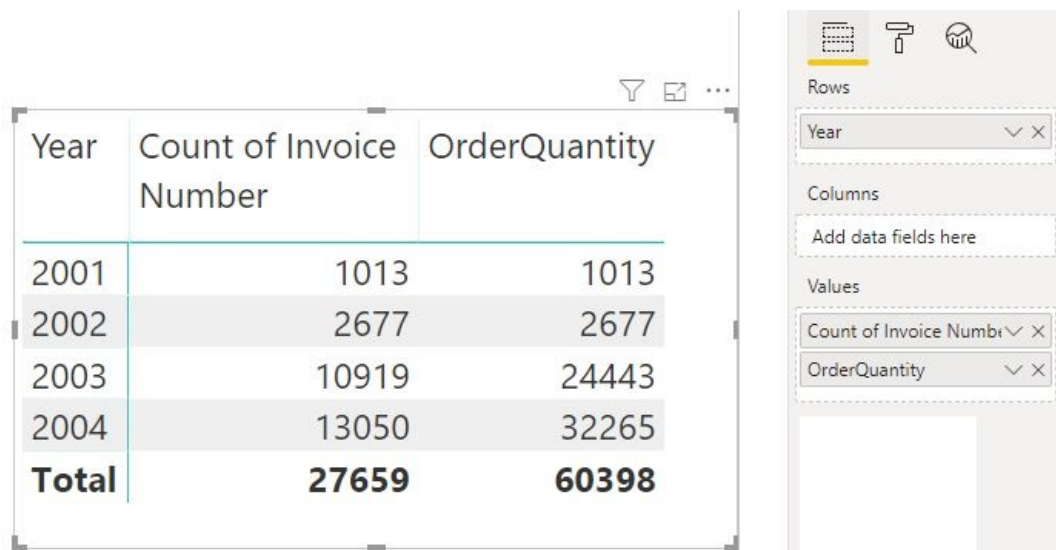 Year Count of Invoice Number OrderQuantity
2001 1013 1013
2002 2677 2677
2003 10919 24443
2004 13050 32265
Total 27659 60398
Rows
Year
Columns
Add data fields here
Values
Count of Invoice Numbe
OrderQuantity